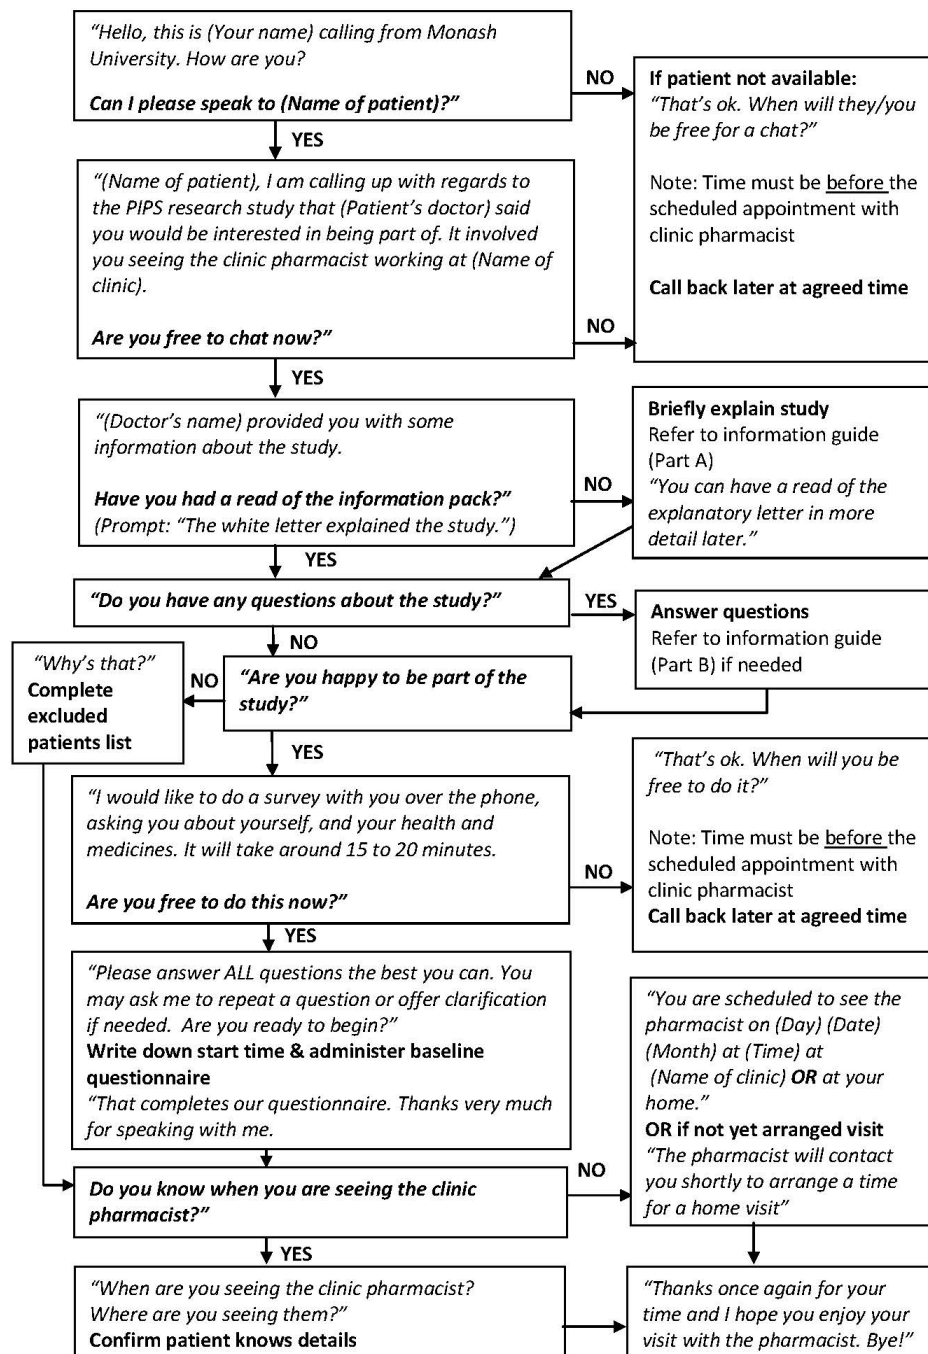 “Hello, this is (Your name) calling from Monash
University. How are you?
Can I please speak to (Name of patient)?”
NO
If patient not available:
“That’s ok. When will they/you
be free for a chat?”
Note: Time must be before the
scheduled appointment with
clinic pharmacist
Call back later at agreed time
YES
“(Name of patient), I am calling up with regards to
the PIPS research study that (Patient’s doctor) said
you would be interested in being part of. It involved
you seeing the clinic pharmacist working at (Name of
clinic).
Are you free to chat now?”
NO
YES
“(Doctor’s name) provided you with some
information about the study.
Have you had a read of the information pack?”
(Prompt: “The white letter explained the study.”)
NO
Briefly explain study
Refer to information guide
(Part A)
“You can have a read of the
explanatory letter in more
detail later.”
YES
“Do you have any questions about the study?”
YES
Answer questions
Refer to information guide
(Part B) if needed
NO
“Are you happy to be part of the
study?”
NO
“Why’s that?”
Complete
excluded
patients list
YES
“I would like to do a survey with you over the phone,
asking you about yourself, and your health and
medicines. It will take around 15 to 20 minutes.
Are you free to do this now?”
NO
“That’s ok. When will you be
free to do it?”
Note: Time must be before the
scheduled appointment with
clinic pharmacist
Call back later at agreed time
YES
“Please answer ALL questions the best you can. You
may ask me to repeat a question or offer clarification
if needed. Are you ready to begin?”
Write down start time & administer baseline
questionnaire
“That completes our questionnaire. Thanks very much
for speaking with me.
Do you know when you are seeing the clinic
pharmacist?”
NO
“You are scheduled to see the
pharmacist on (Day) (Date)
(Month) at (Time) at
(Name of clinic) OR at your
home.”
OR if not yet arranged visit
“The pharmacist will contact
you shortly to arrange a time
for a home visit”
YES
“When are you seeing the clinic pharmacist?
Where are you seeing them?”
Confirm patient knows details
“Thanks once again for your
time and I hope you enjoy your
visit with the pharmacist. Bye!”